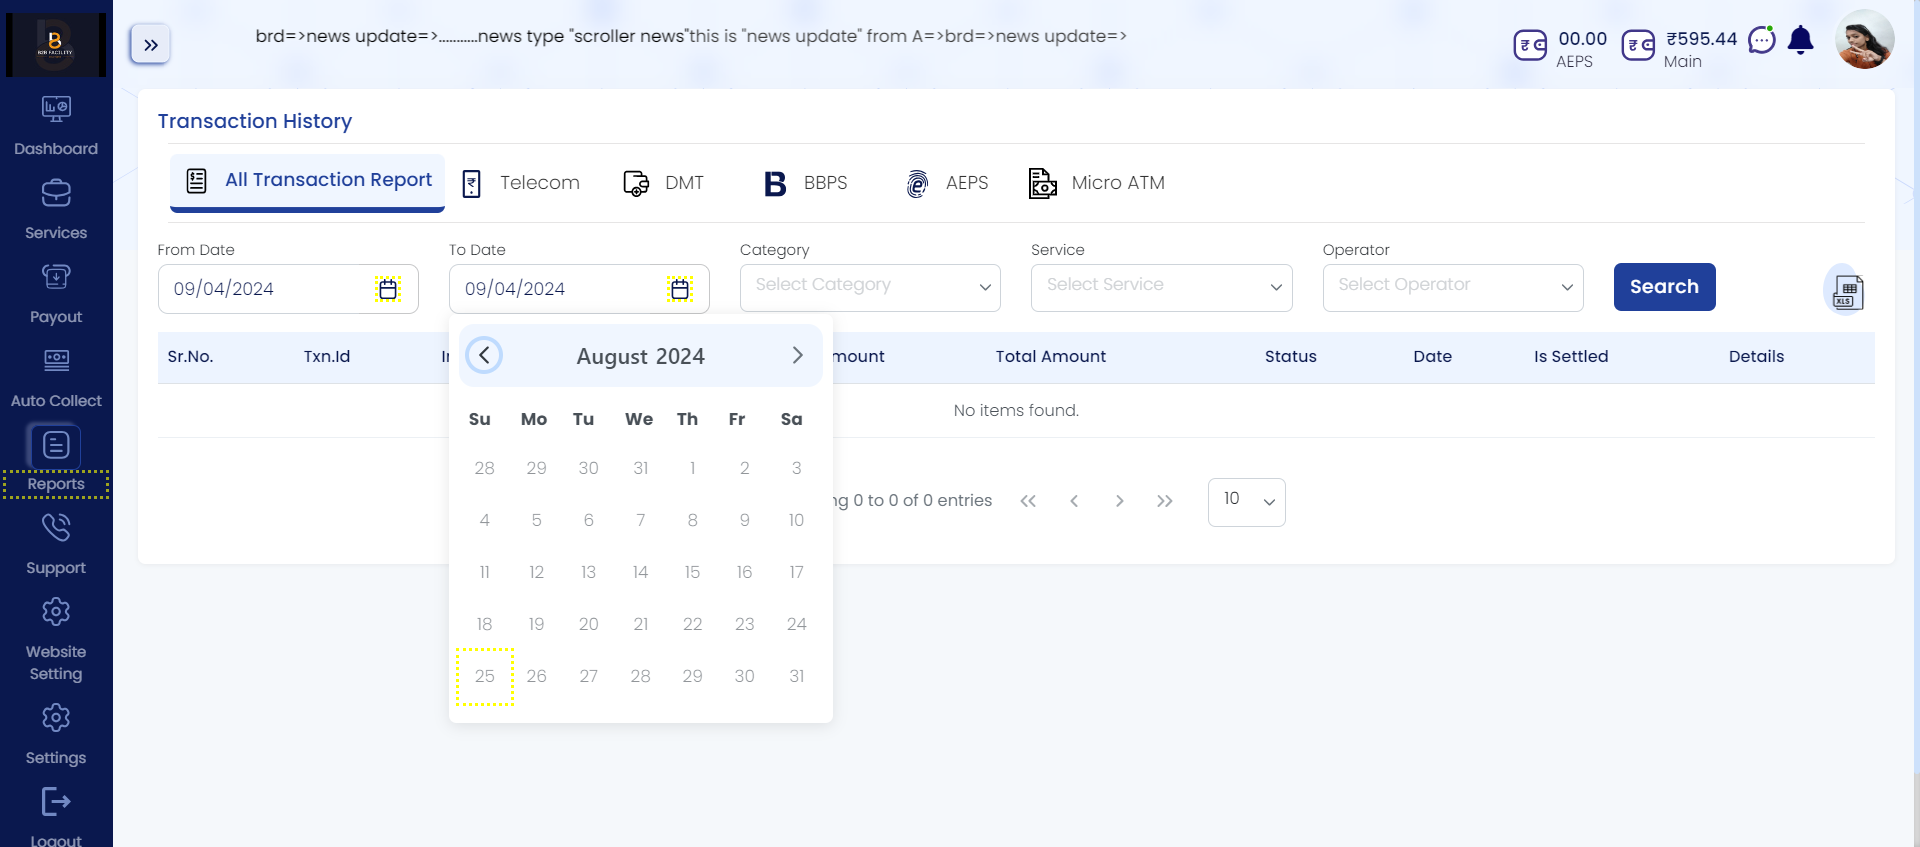 brd=>news update=>...........news type "scroller news"this is "news update" from A=>brd=>news update=>
00.00
AEPS
₹595.44
Main
B2B FACILITY
Dashboard
Services
Payout
Auto Collect
Reports
Support
Website
Setting
Settings
Logout
Transaction History
All Transaction Report
Telecom
DMT
BBPS
AEPS
Micro ATM
From Date
To Date
Category
Service
Operator
09/04/2024
09/04/2024
Select Category
Select Service
Select Operator
Search
XLS
Sr.No.
Txn.Id
mount
Total Amount
Status
Date
Is Settled
Details
No items found.
ng 0 to 0 of 0 entries
10
August 2024
Su Mo Tu We Th Fr Sa
28 29 30 31 1 2 3
4 5 6 7 8 9 10
11 12 13 14 15 16 17
18 19 20 21 22 23 24
25 26 27 28 29 30 31